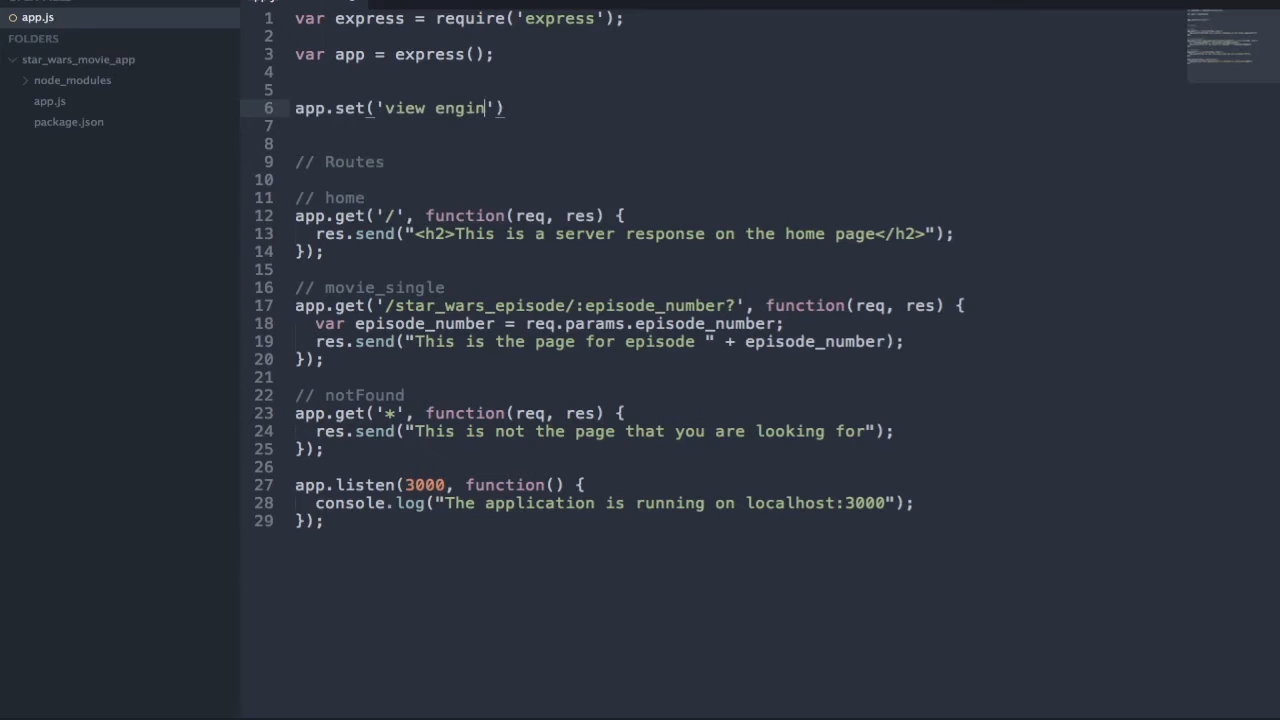 app.js
FOLDERS
star_wars_movie_app
node_modules
app.js
package.json
1 var express = require('express');
2
3 var app = express();
4
5
6 app.set('view engin')
7
8
9 // Routes
10
11 // home
12 app.get('/', function(req, res) {
13 res.send("<h2>This is a server response on the home page</h2>");
14 });
15
16 // movie_single
17 app.get('/star_wars_episode/:episode_number?', function(req, res) {
18 var episode_number = req.params.episode_number;
19 res.send("This is the page for episode " + episode_number);
20 });
21
22 // notFound
23 app.get('*', function(req, res) {
24 res.send("This is not the page that you are looking for");
25 });
26
27 app.listen(3000, function() {
28 console.log("The application is running on localhost:3000");
29 });